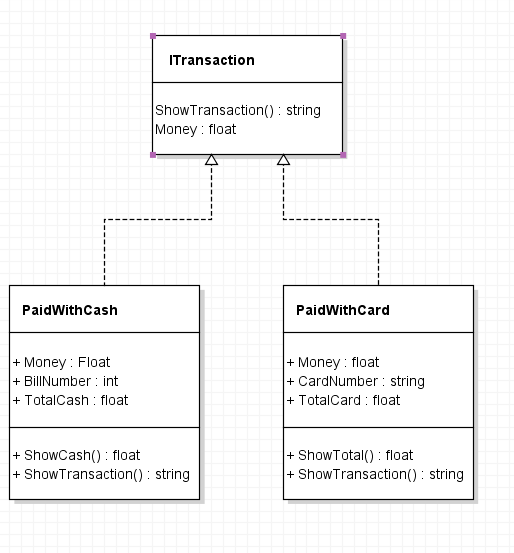 ITransaction
ShowTransaction() : string
Money : float
PaidWithCash
+ Money : Float
+ BillNumber : int
+ TotalCash : float
+ ShowCash() : float
+ ShowTransaction() : string
PaidWithCard
+ Money : float
+ CardNumber : string
+ TotalCard : float
+ ShowTotal() : float
+ ShowTransaction() : string